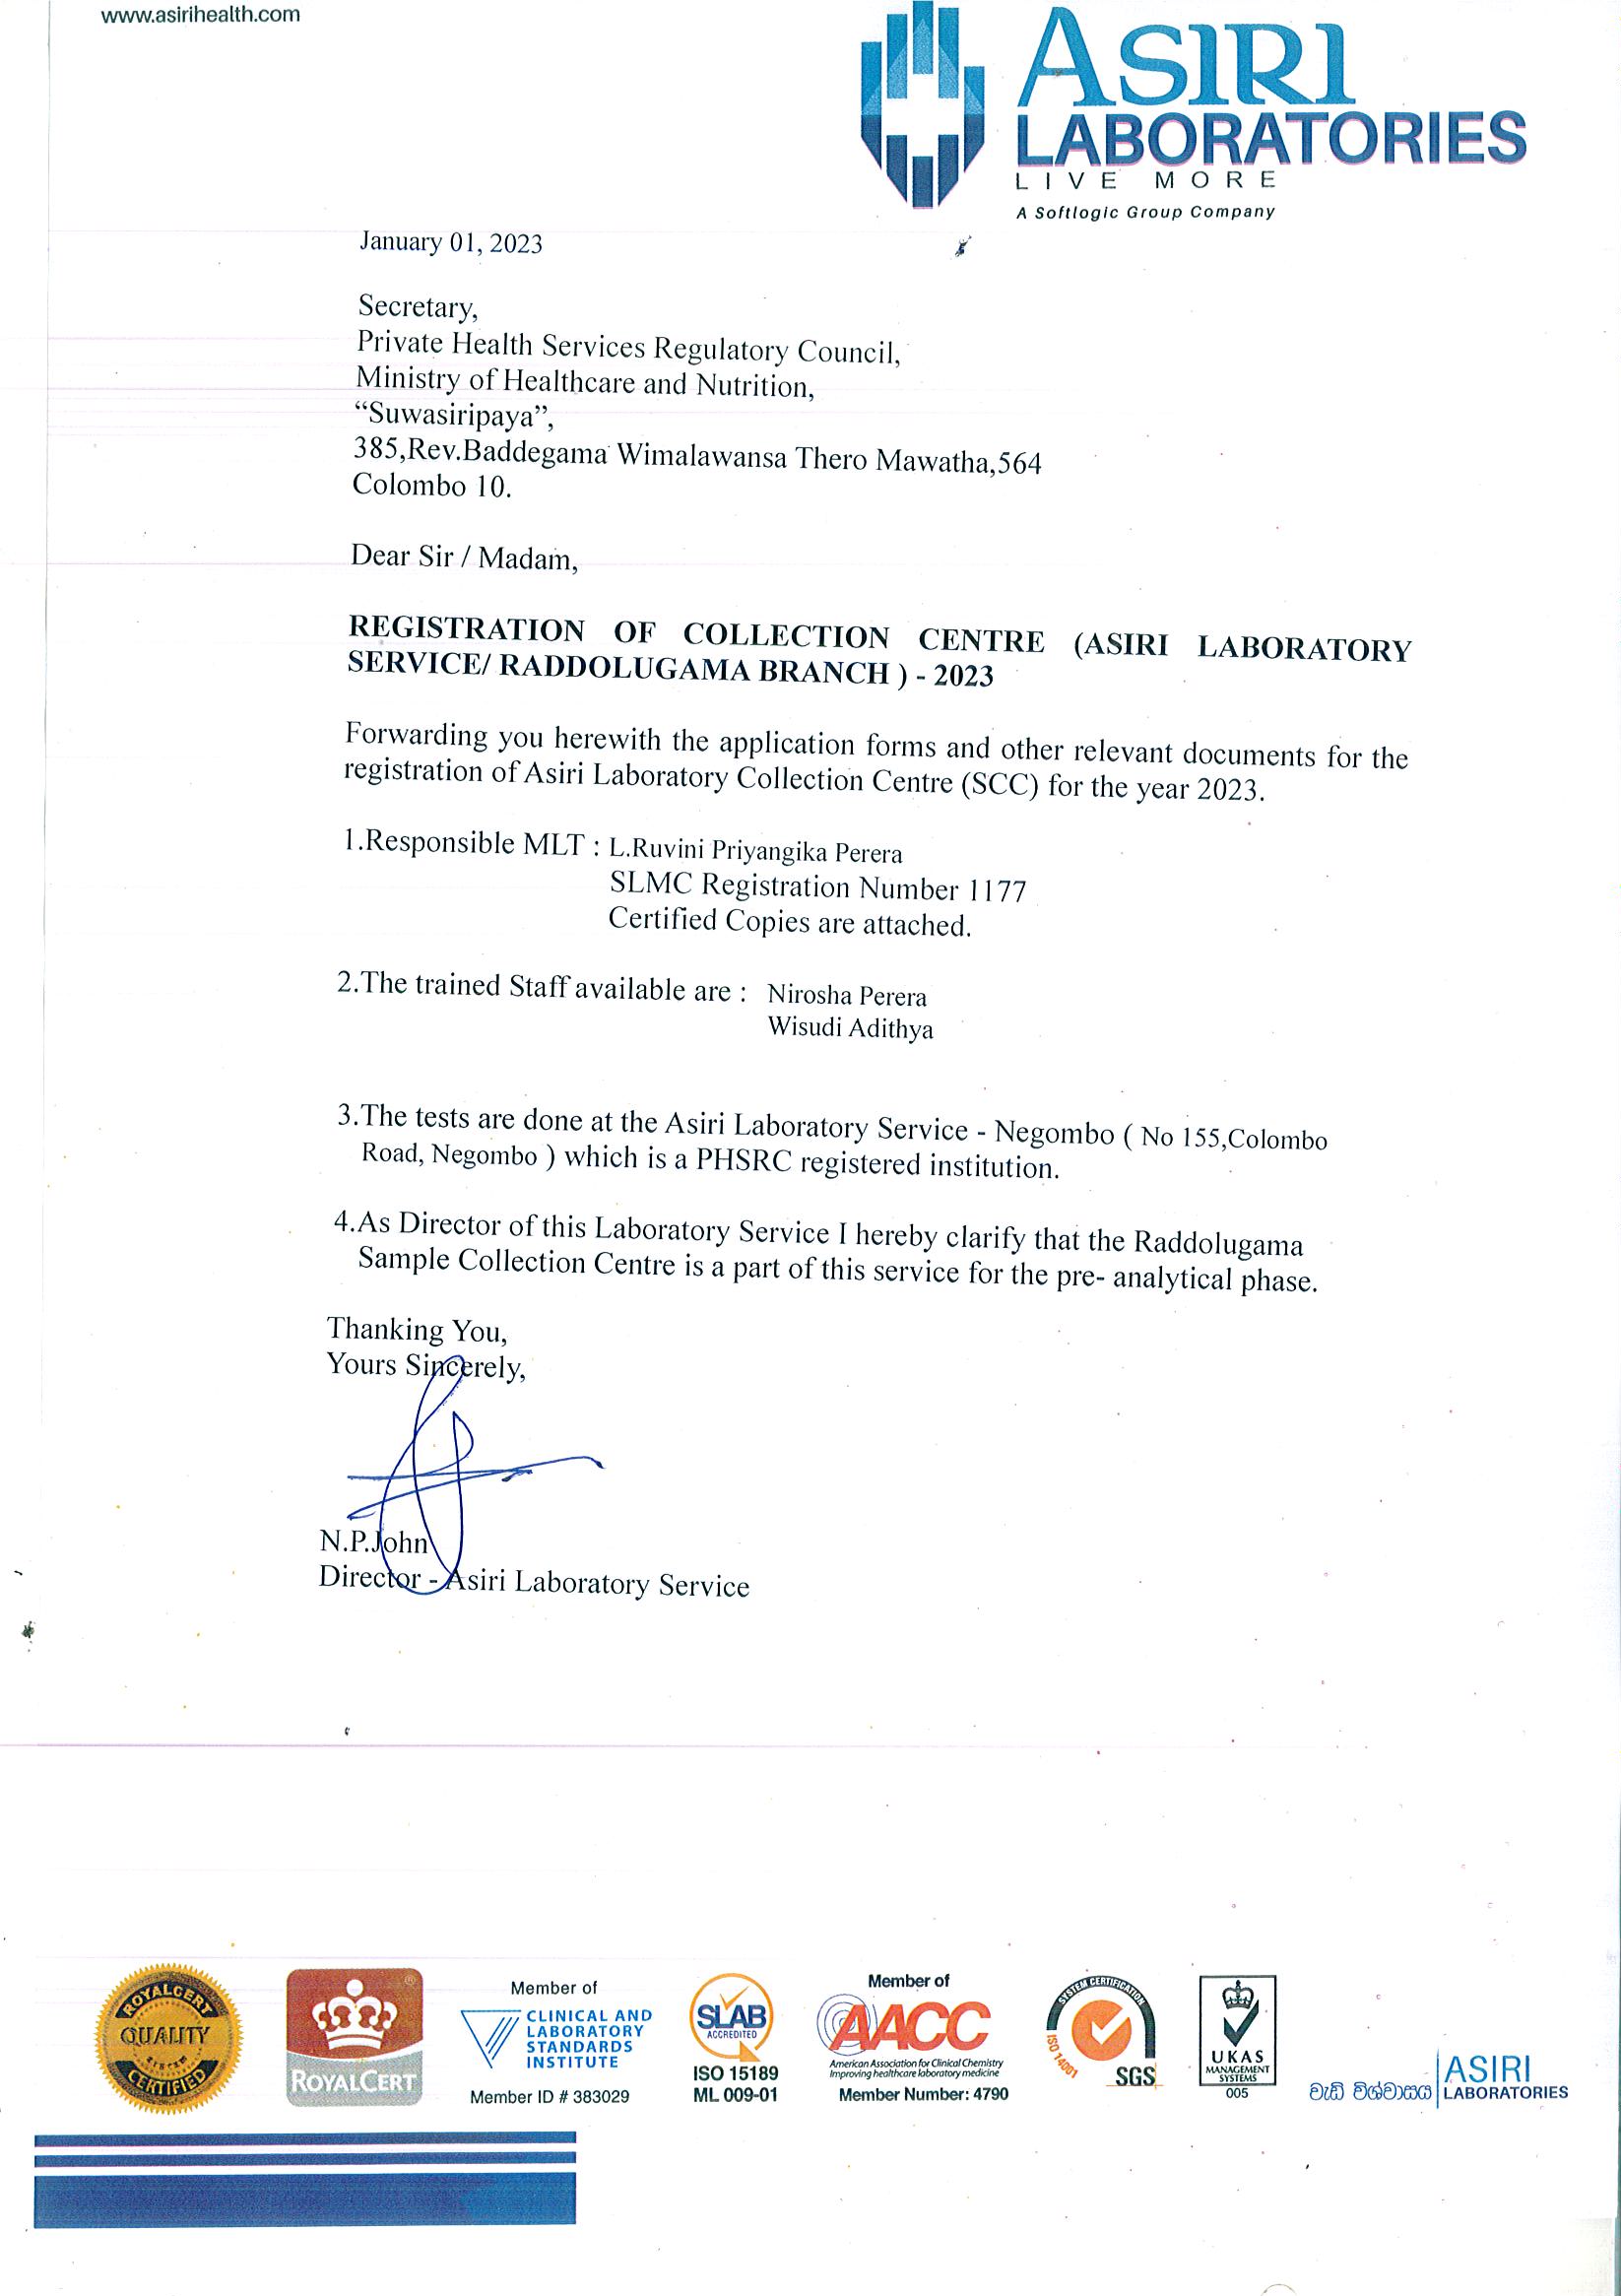 www.asirihealth.com
ASIRI
LABORATORIES
LIVE MORE
A Softlogic Group Company
January 01, 2023
Secretary,
Private Health Services Regulatory Council,
Ministry of Healthcare and Nutrition,
“Suwasiripaya”,
385,Rev.Baddegama Wimalawansa Thero Mawatha,564
Colombo 10.
Dear Sir / Madam,
REGISTRATION OF COLLECTION CENTRE (ASIRI LABORATORY
SERVICE/ RADDOLUGAMA BRANCH ) - 2023
Forwarding you herewith the application forms and other relevant documents for the
registration of Asiri Laboratory Collection Centre (SCC) for the year 2023.
1.Responsible MLT : L.Ruvini Priyangika Perera
SLMC Registration Number 1177
Certified Copies are attached.
2.The trained Staff available are : Nirosha Perera
Wisudi Adithya
3.The tests are done at the Asiri Laboratory Service - Negombo ( No 155,Colombo
Road, Negombo ) which is a PHSRC registered institution.
4.As Director of this Laboratory Service I hereby clarify that the Raddolugama
Sample Collection Centre is a part of this service for the pre- analytical phase.
Thanking You,
Yours Sincerely,
N.P.John
Director - Asiri Laboratory Service
ROYALCERT
QUALITY
SYSTEM
CERTIFIED
ROYALCERT
Member of
CLINICAL AND
LABORATORY
STANDARDS
INSTITUTE
Member ID # 383029
SLAB
ACCREDITED
ISO 15189
ML 009-01
Member of
AACC
American Association for Clinical Chemistry
Improving healthcare laboratory medicine
Member Number: 4790
SYSTEM CERTIFICATION
ISO 14001
SGS
UKAS
MANAGEMENT
SYSTEMS
005
වැඩි විශ්වාසය
ASIRI
LABORATORIES